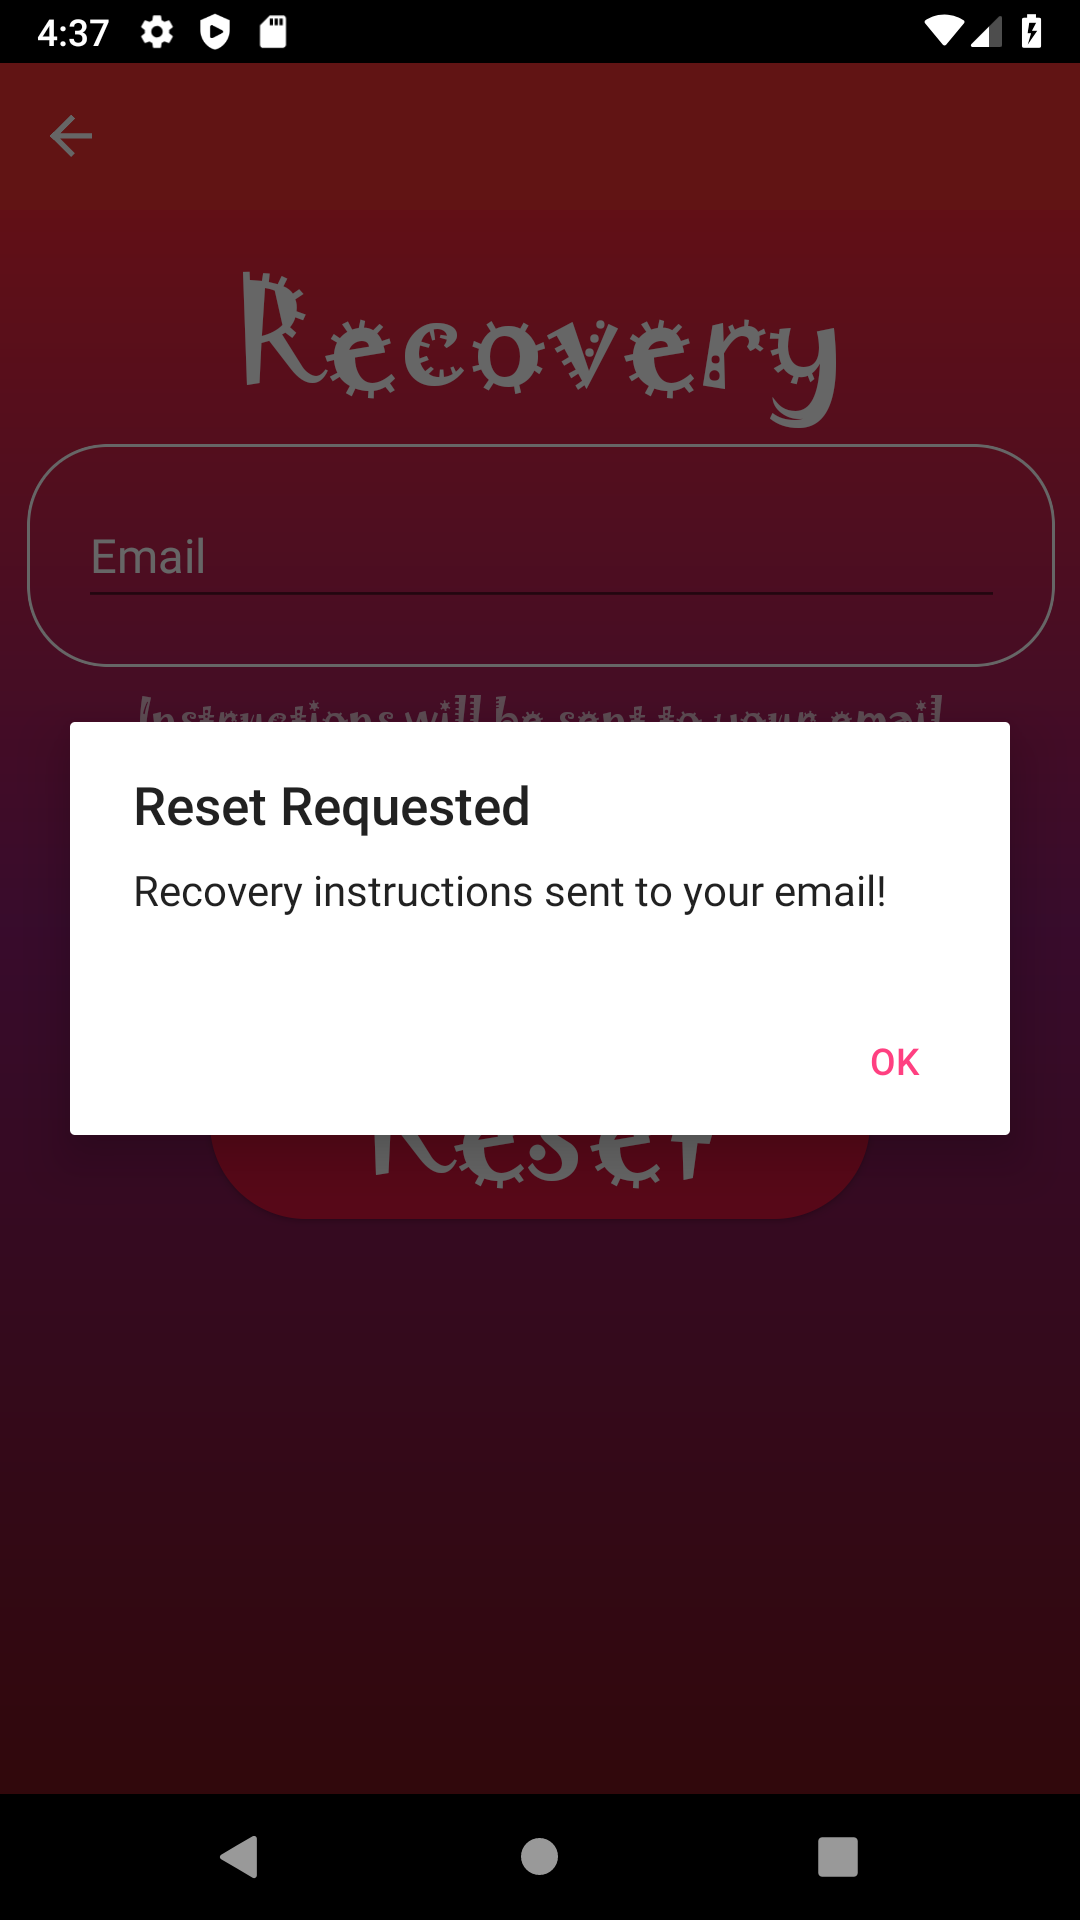 4:37
Recovery
Email
Instructions will be sent to your email
Reset Requested
Recovery instructions sent to your email!
OK
Reset